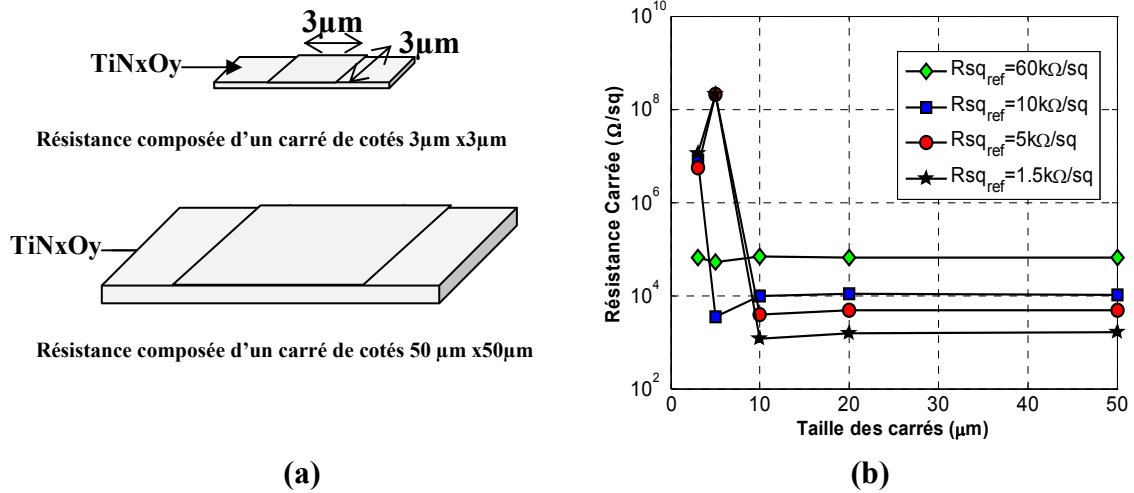 3µm
3µm
TiNxOy
Résistance composée d'un carré de cotés 3µm x3µm
TiNxOy
Résistance composée d'un carré de cotés 50 µm x50µm
(a)
Résistance Carrée (Ω/sq)
10^10
10^8
10^6
10^4
10^2
Rsq_ref=60kΩ/sq
Rsq_ref=10kΩ/sq
Rsq_ref=5kΩ/sq
Rsq_ref=1.5kΩ/sq
0 10 20 30 40 50
Taille des carrés (µm)
(b)